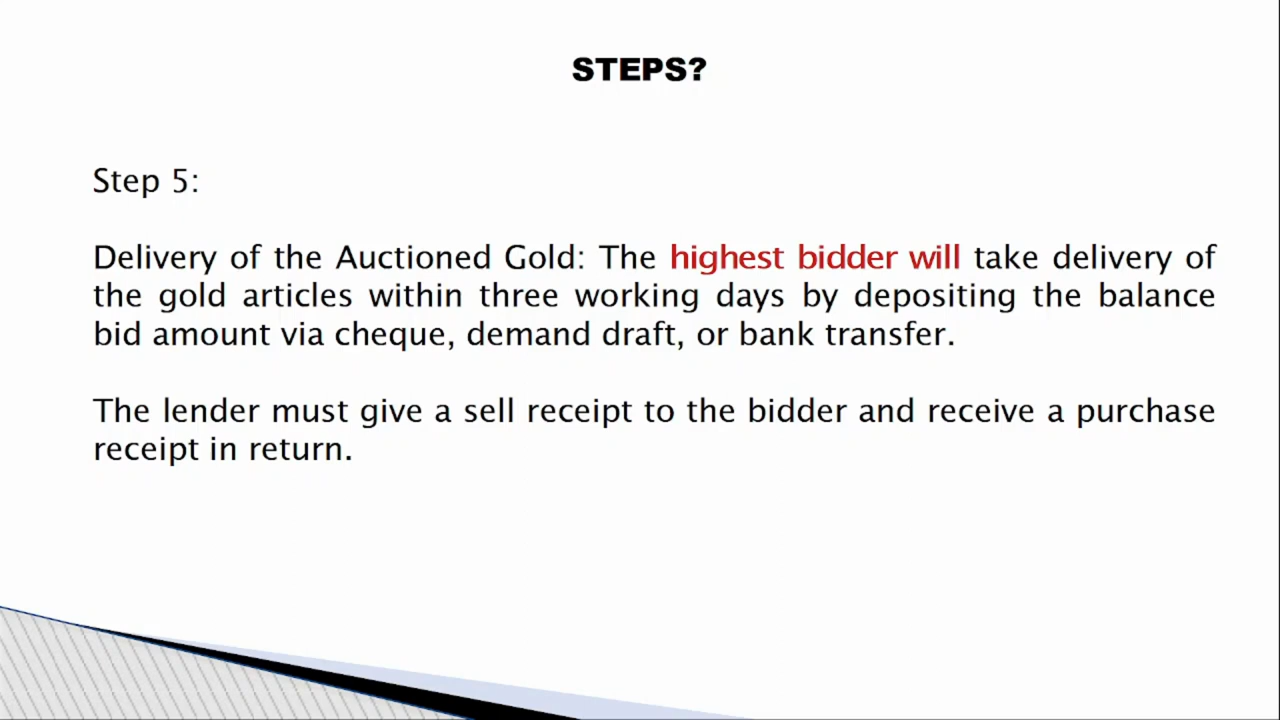 STEPS?
Step 5:
Delivery of the Auctioned Gold: The highest bidder will take delivery of
the gold articles within three working days by depositing the balance
bid amount via cheque, demand draft, or bank transfer.
The lender must give a sell receipt to the bidder and receive a purchase
receipt in return.